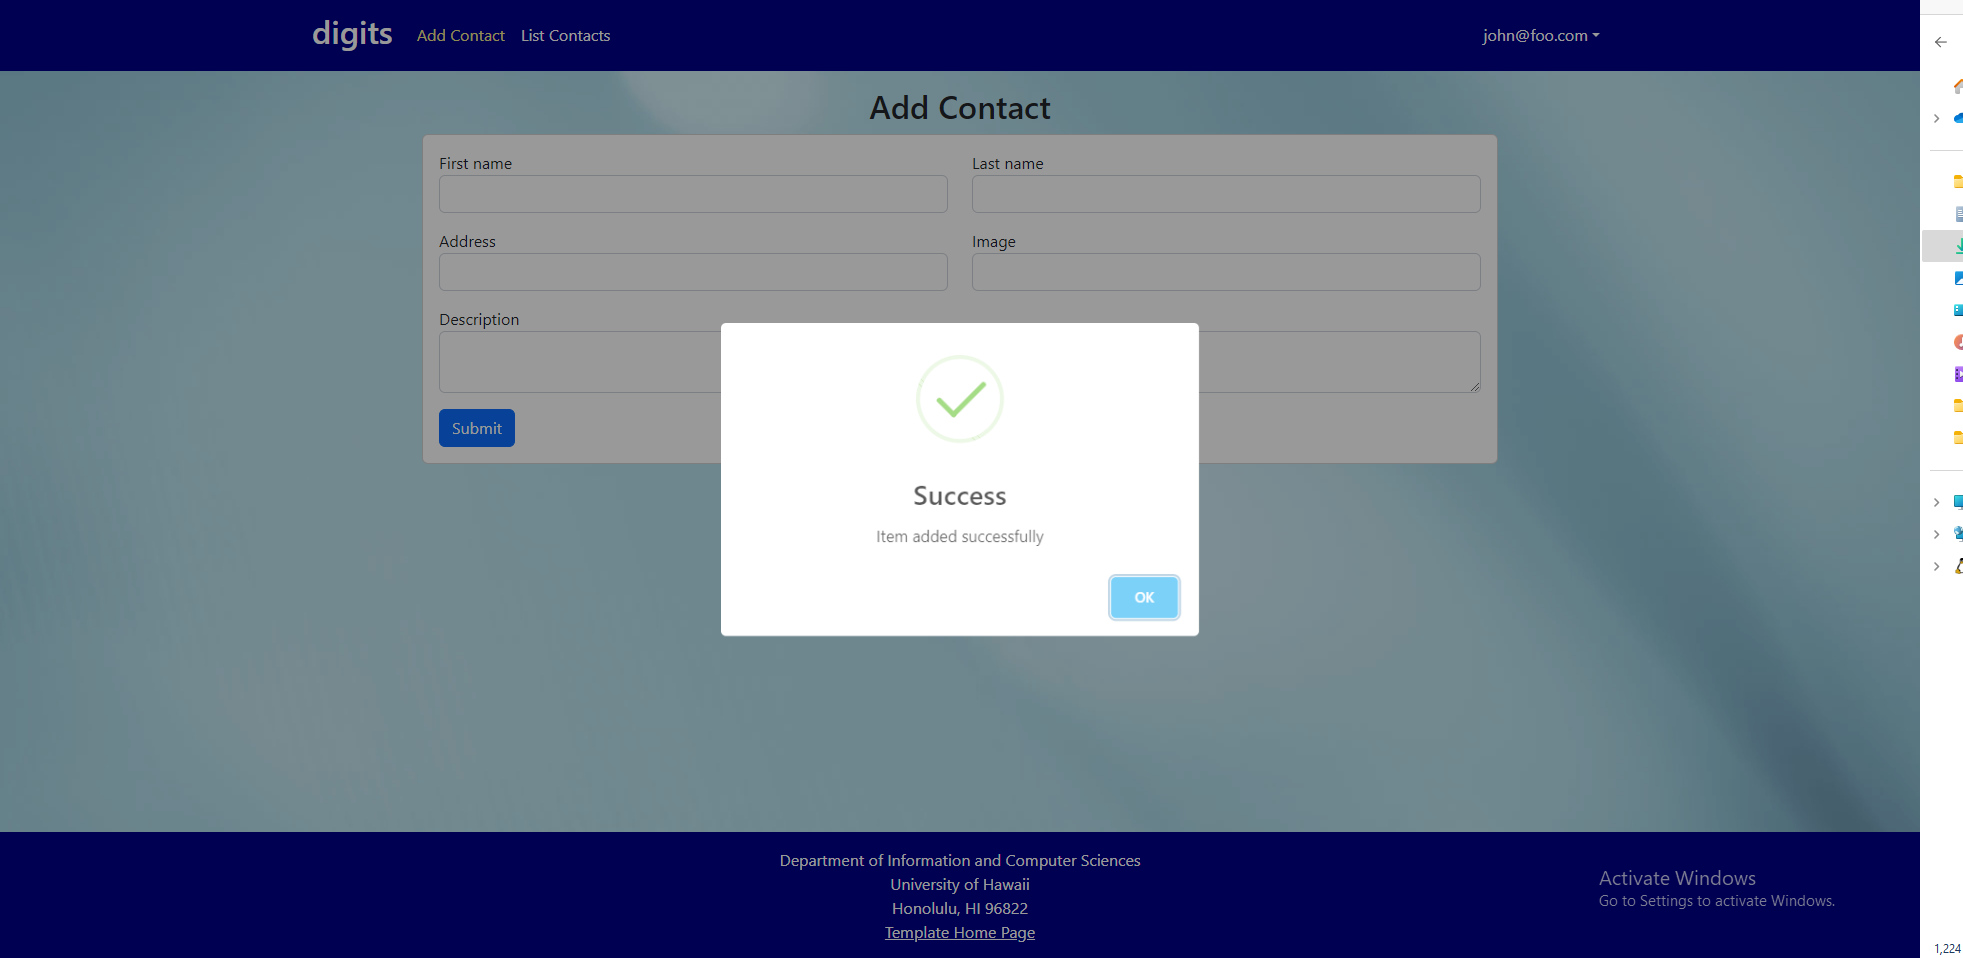 digits
Add Contact
List Contacts
john@foo.com
Add Contact
First name
Last name
Address
Image
Description
Submit
Success
Item added successfully
OK
Department of Information and Computer Sciences
University of Hawaii
Honolulu, HI 96822
Template Home Page
Activate Windows
Go to Settings to activate Windows.
1,224